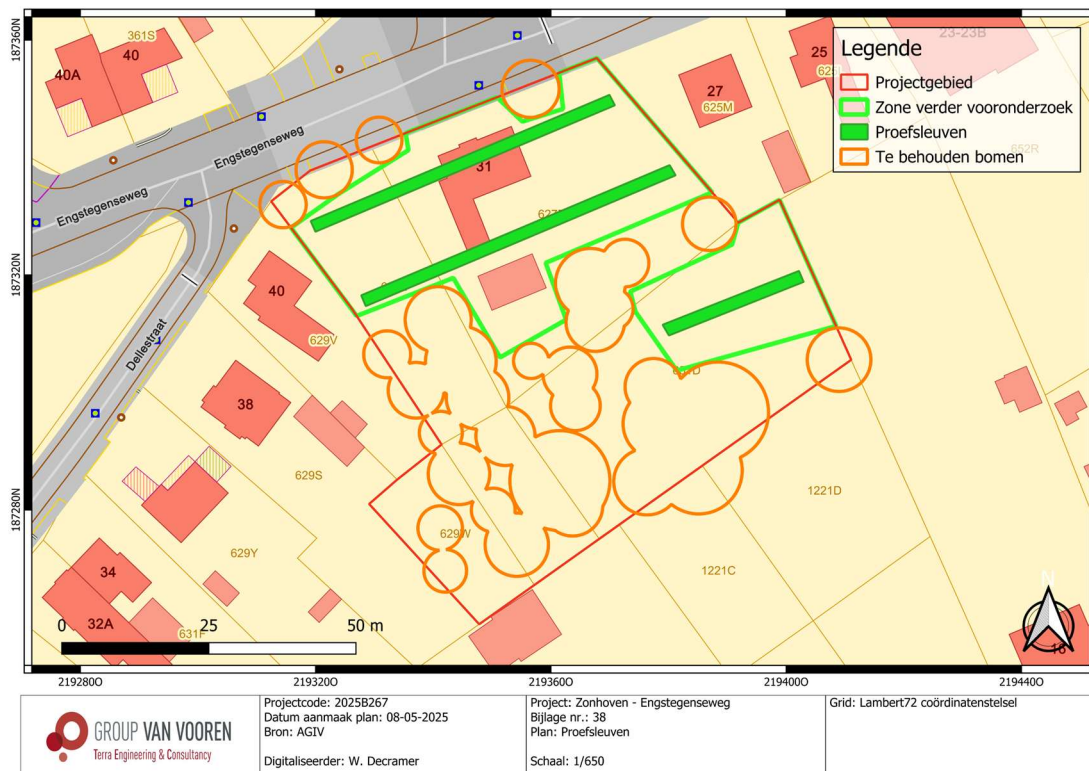 361S
40
40A
Engstegenseweg
Engstegenseweg
Dellestraat
31
27
625M
25
23-23B
652R
40
629V
38
629S
629Y
34
32A
631F
629W
1221D
1221C
16
N
Legende
Projectgebied
Zone verder vooronderzoek
Proefsleuven
Te behouden bomen
187360N
187320N
187280N
0 25 50 m
219280O 219320O 219360O 219400O 219440O
GROUP VAN VOOREN
Terra Engineering & Consultancy
Projectcode: 2025B267
Datum aanmaak plan: 08-05-2025
Bron: AGIV
Digitaliseerder: W. Decramer
Project: Zonhoven - Engstegenseweg
Bijlage nr.: 38
Plan: Proefsleuven
Schaal: 1/650
Grid: Lambert72 coördinatenstelsel